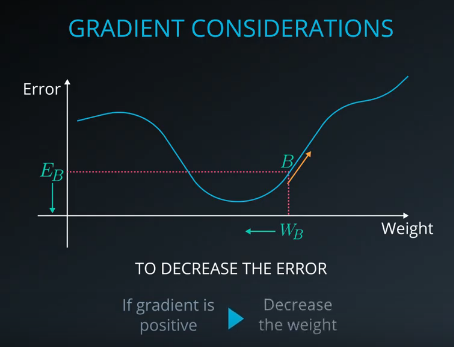 GRADIENT CONSIDERATIONS
Error
B
E_B
W_B
Weight
TO DECREASE THE ERROR
If gradient is
positive
Decrease
the weight